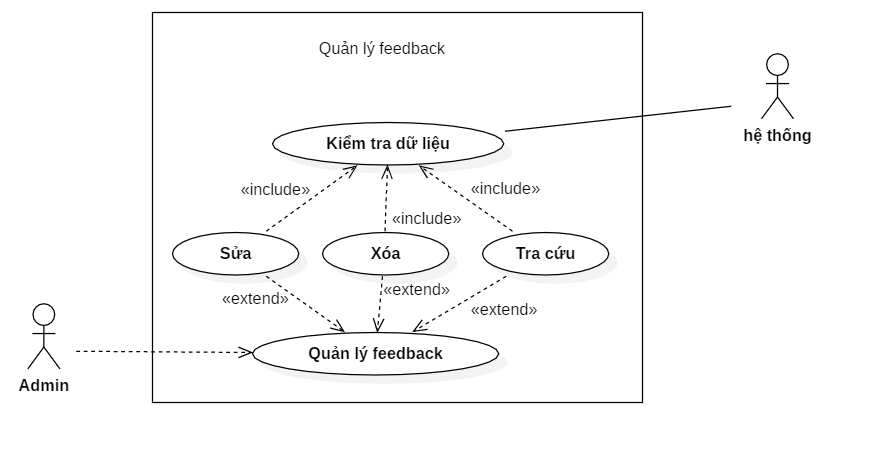 Quản lý feedback
hệ thống
Kiểm tra dữ liệu
«include»
«include»
«include»
Sửa
Xóa
Tra cứu
«extend»
«extend»
«extend»
Quản lý feedback
Admin